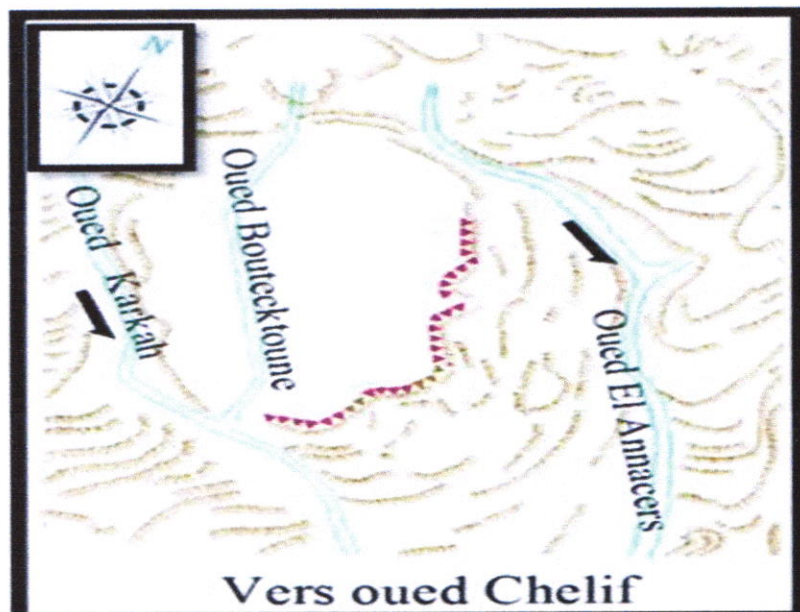 N
Oued Boutecktoune
Oued Karkah
Oued El Annacers
Vers oued Chelif